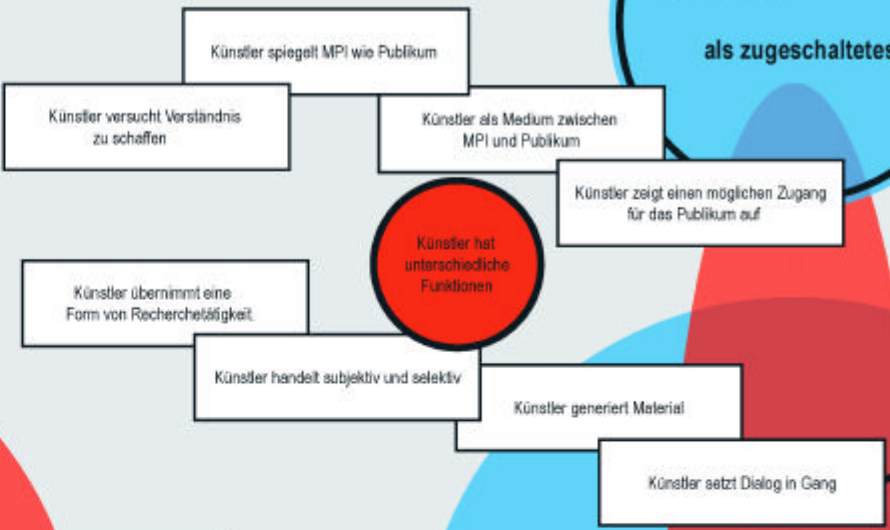 als zugeschaltetes
Künstler spiegelt MPI wie Publikum
Künstler versucht Verständnis
zu schaffen
Künstler als Medium zwischen
MPI und Publikum
Künstler zeigt einen möglichen Zugang
für das Publikum auf
Künstler hat
unterschiedliche
Funktionen
Künstler übernimmt eine
Form von Recherchetätigkeit.
Künstler handelt subjektiv und selektiv
Künstler generiert Material
Künstler setzt Dialog in Gang